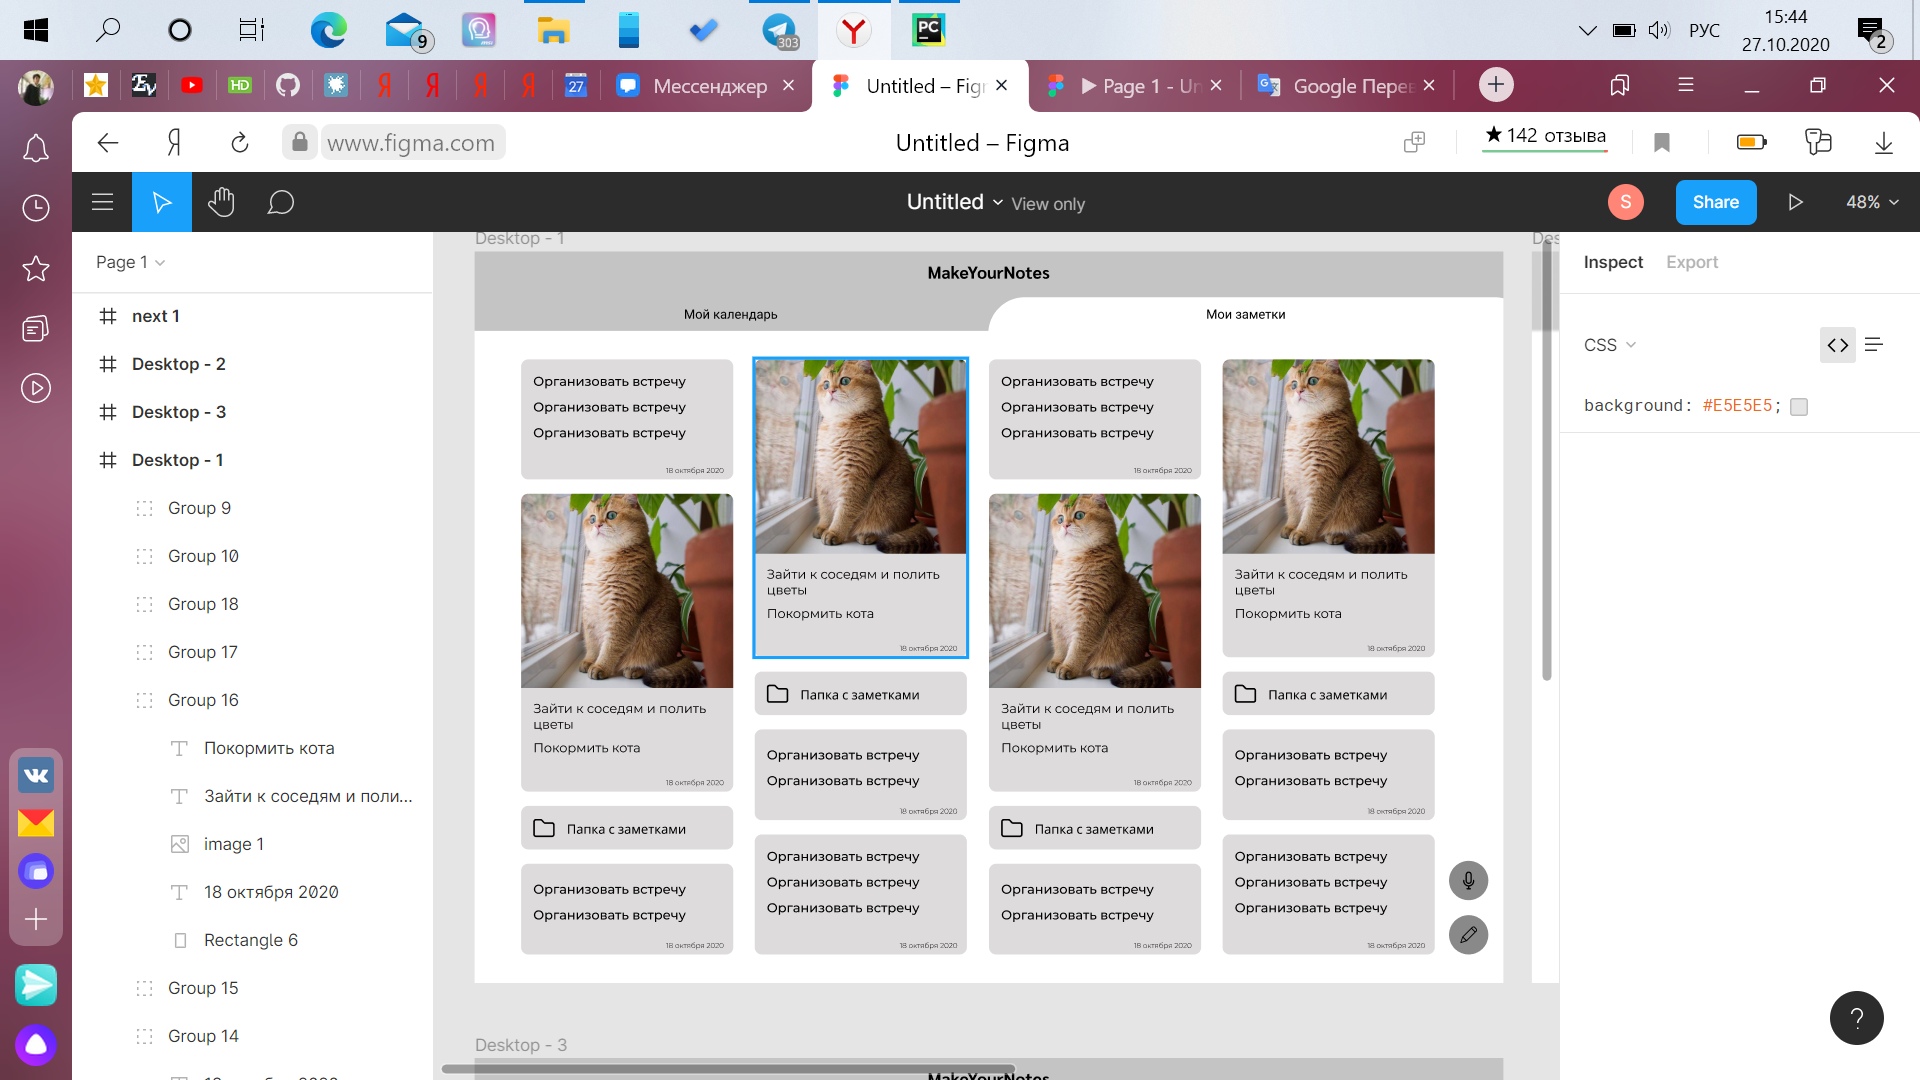 9
303
PC
РУС
15:44
27.10.2020
2
EV
HD
Я
Я
Я
Я
27
Мессенджер
Untitled – Fig
Page 1 - Un
Google Перев
Я
www.figma.com
Untitled – Figma
★ 142 отзыва
Untitled
View only
S
Share
48%
Page 1
next 1
Desktop - 2
Desktop - 3
Desktop - 1
Group 9
Group 10
Group 18
Group 17
Group 16
Покормить кота
Зайти к соседям и поли...
image 1
18 октября 2020
Rectangle 6
Group 15
Group 14
Desktop - 1
Des
MakeYourNotes
Мой календарь
Мои заметки
Организовать встречу
Организовать встречу
Организовать встречу
18 октября 2020
Зайти к соседям и полить
цветы
Покормить кота
18 октября 2020
Папка с заметками
Организовать встречу
Организовать встречу
18 октября 2020
Зайти к соседям и полить
цветы
Покормить кота
18 октября 2020
Папка с заметками
Организовать встречу
Организовать встречу
18 октября 2020
Организовать встречу
Организовать встречу
Организовать встречу
18 октября 2020
Организовать встречу
Организовать встречу
Организовать встречу
18 октября 2020
Зайти к соседям и полить
цветы
Покормить кота
18 октября 2020
Папка с заметками
Организовать встречу
Организовать встречу
18 октября 2020
Зайти к соседям и полить
цветы
Покормить кота
18 октября 2020
Папка с заметками
Организовать встречу
Организовать встречу
18 октября 2020
Организовать встречу
Организовать встречу
Организовать встречу
18 октября 2020
Desktop - 3
MakeYourNotes
Inspect
Export
CSS
background: #E5E5E5;
?